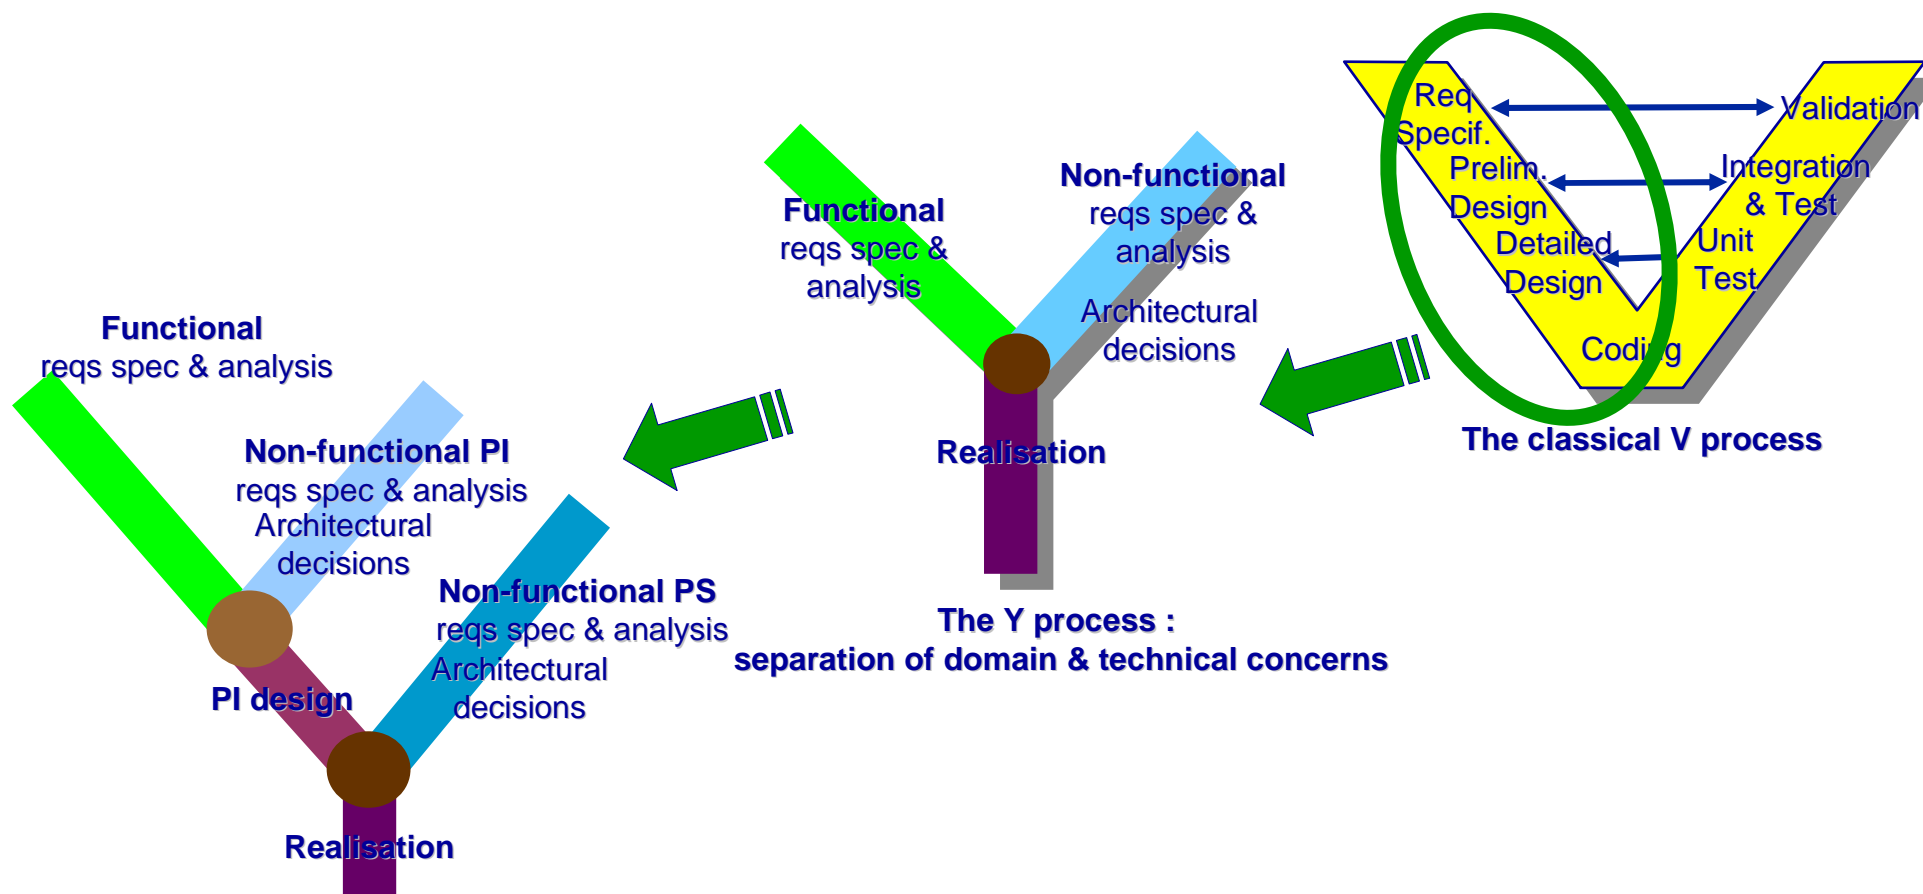 Req
Specif.
Prelim.
Design
Detailed
Design
Coding
Validation
Integration
& Test
Unit
Test
The classical V process
Functional
reqs spec &
analysis
Non-functional
reqs spec &
analysis
Architectural
decisions
Realisation
The Y process :
separation of domain & technical concerns
Functional
reqs spec & analysis
Non-functional PI
reqs spec & analysis
Architectural
decisions
Non-functional PS
reqs spec & analysis
Architectural
decisions
PI design
Realisation